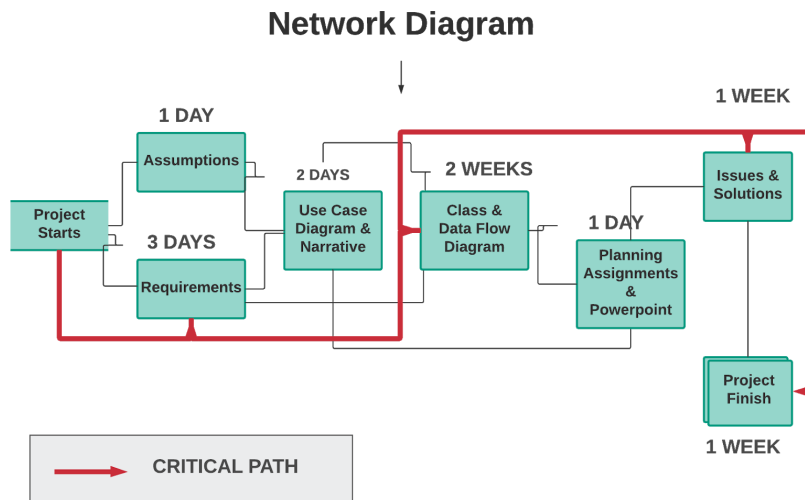 Network Diagram
1 WEEK
1 DAY
Assumptions
2 DAYS
2 WEEKS
Issues &
Solutions
Project
Starts
3 DAYS
Use Case
Diagram &
Narrative
Class &
Data Flow
Diagram
1 DAY
Planning
Assignments
&
Powerpoint
Requirements
Project
Finish
1 WEEK
CRITICAL PATH